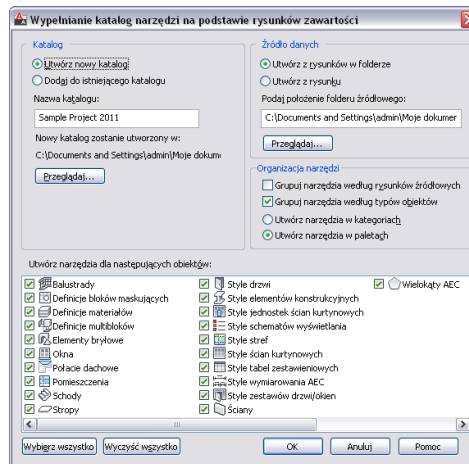 Wypełnianie katalog narzędzi na podstawie rysunków zawartości
Katalog
Utwórz nowy katalog
Dodaj do istniejącego katalogu
Nazwa katalogu:
Sample Project 2011
Nowy katalog zostanie utworzony w:
C:\Documents and Settings\admin\Moje dokum
Przeglądaj...
Źródło danych
Utwórz z rysunków w folderze
Utwórz z rysunku
Podaj położenie folderu źródłowego:
C:\Documents and Settings\admin\Moje dokumer
Przeglądaj...
Organizacja narzędzi
Grupuj narzędzia według rysunków źródłowych
Grupuj narzędzia według typów obiektów
Utwórz narzędzia w kategoriach
Utwórz narzędzia w paletach
Utwórz narzędzia dla następujących obiektów:
Balustrady
Definicje bloków maskujących
Definicje materiałów
Definicje multibloków
Elementy bryłowe
Okna
Połacie dachowe
Pomieszczenia
Schody
Stropy
Style drzwi
Style elementów konstrukcyjnych
Style jednostek ścian kurtynowych
Style schematów wyświetlania
Style stref
Style ścian kurtynowych
Style tabel zestawieniowych
Style wymiarowania AEC
Style zestawów drzwi/okien
Ściany
Wielokąty AEC
Wybierz wszystko
Wyczyść wszystko
OK
Anuluj
Pomoc